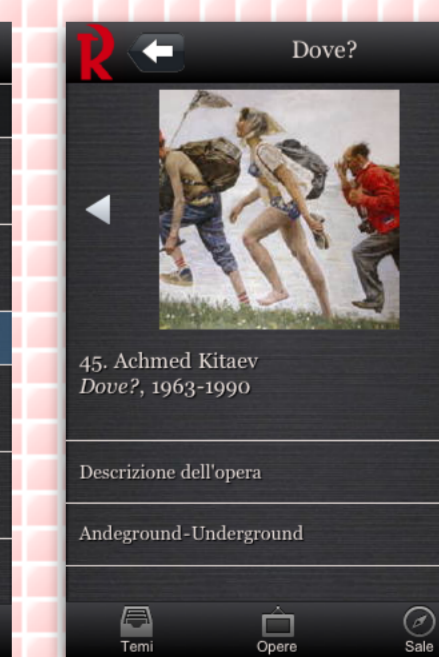 R
Dove?
45. Achmed Kitaev
Dove?, 1963-1990
Descrizione dell'opera
Andeground-Underground
Temi
Opere
Sale